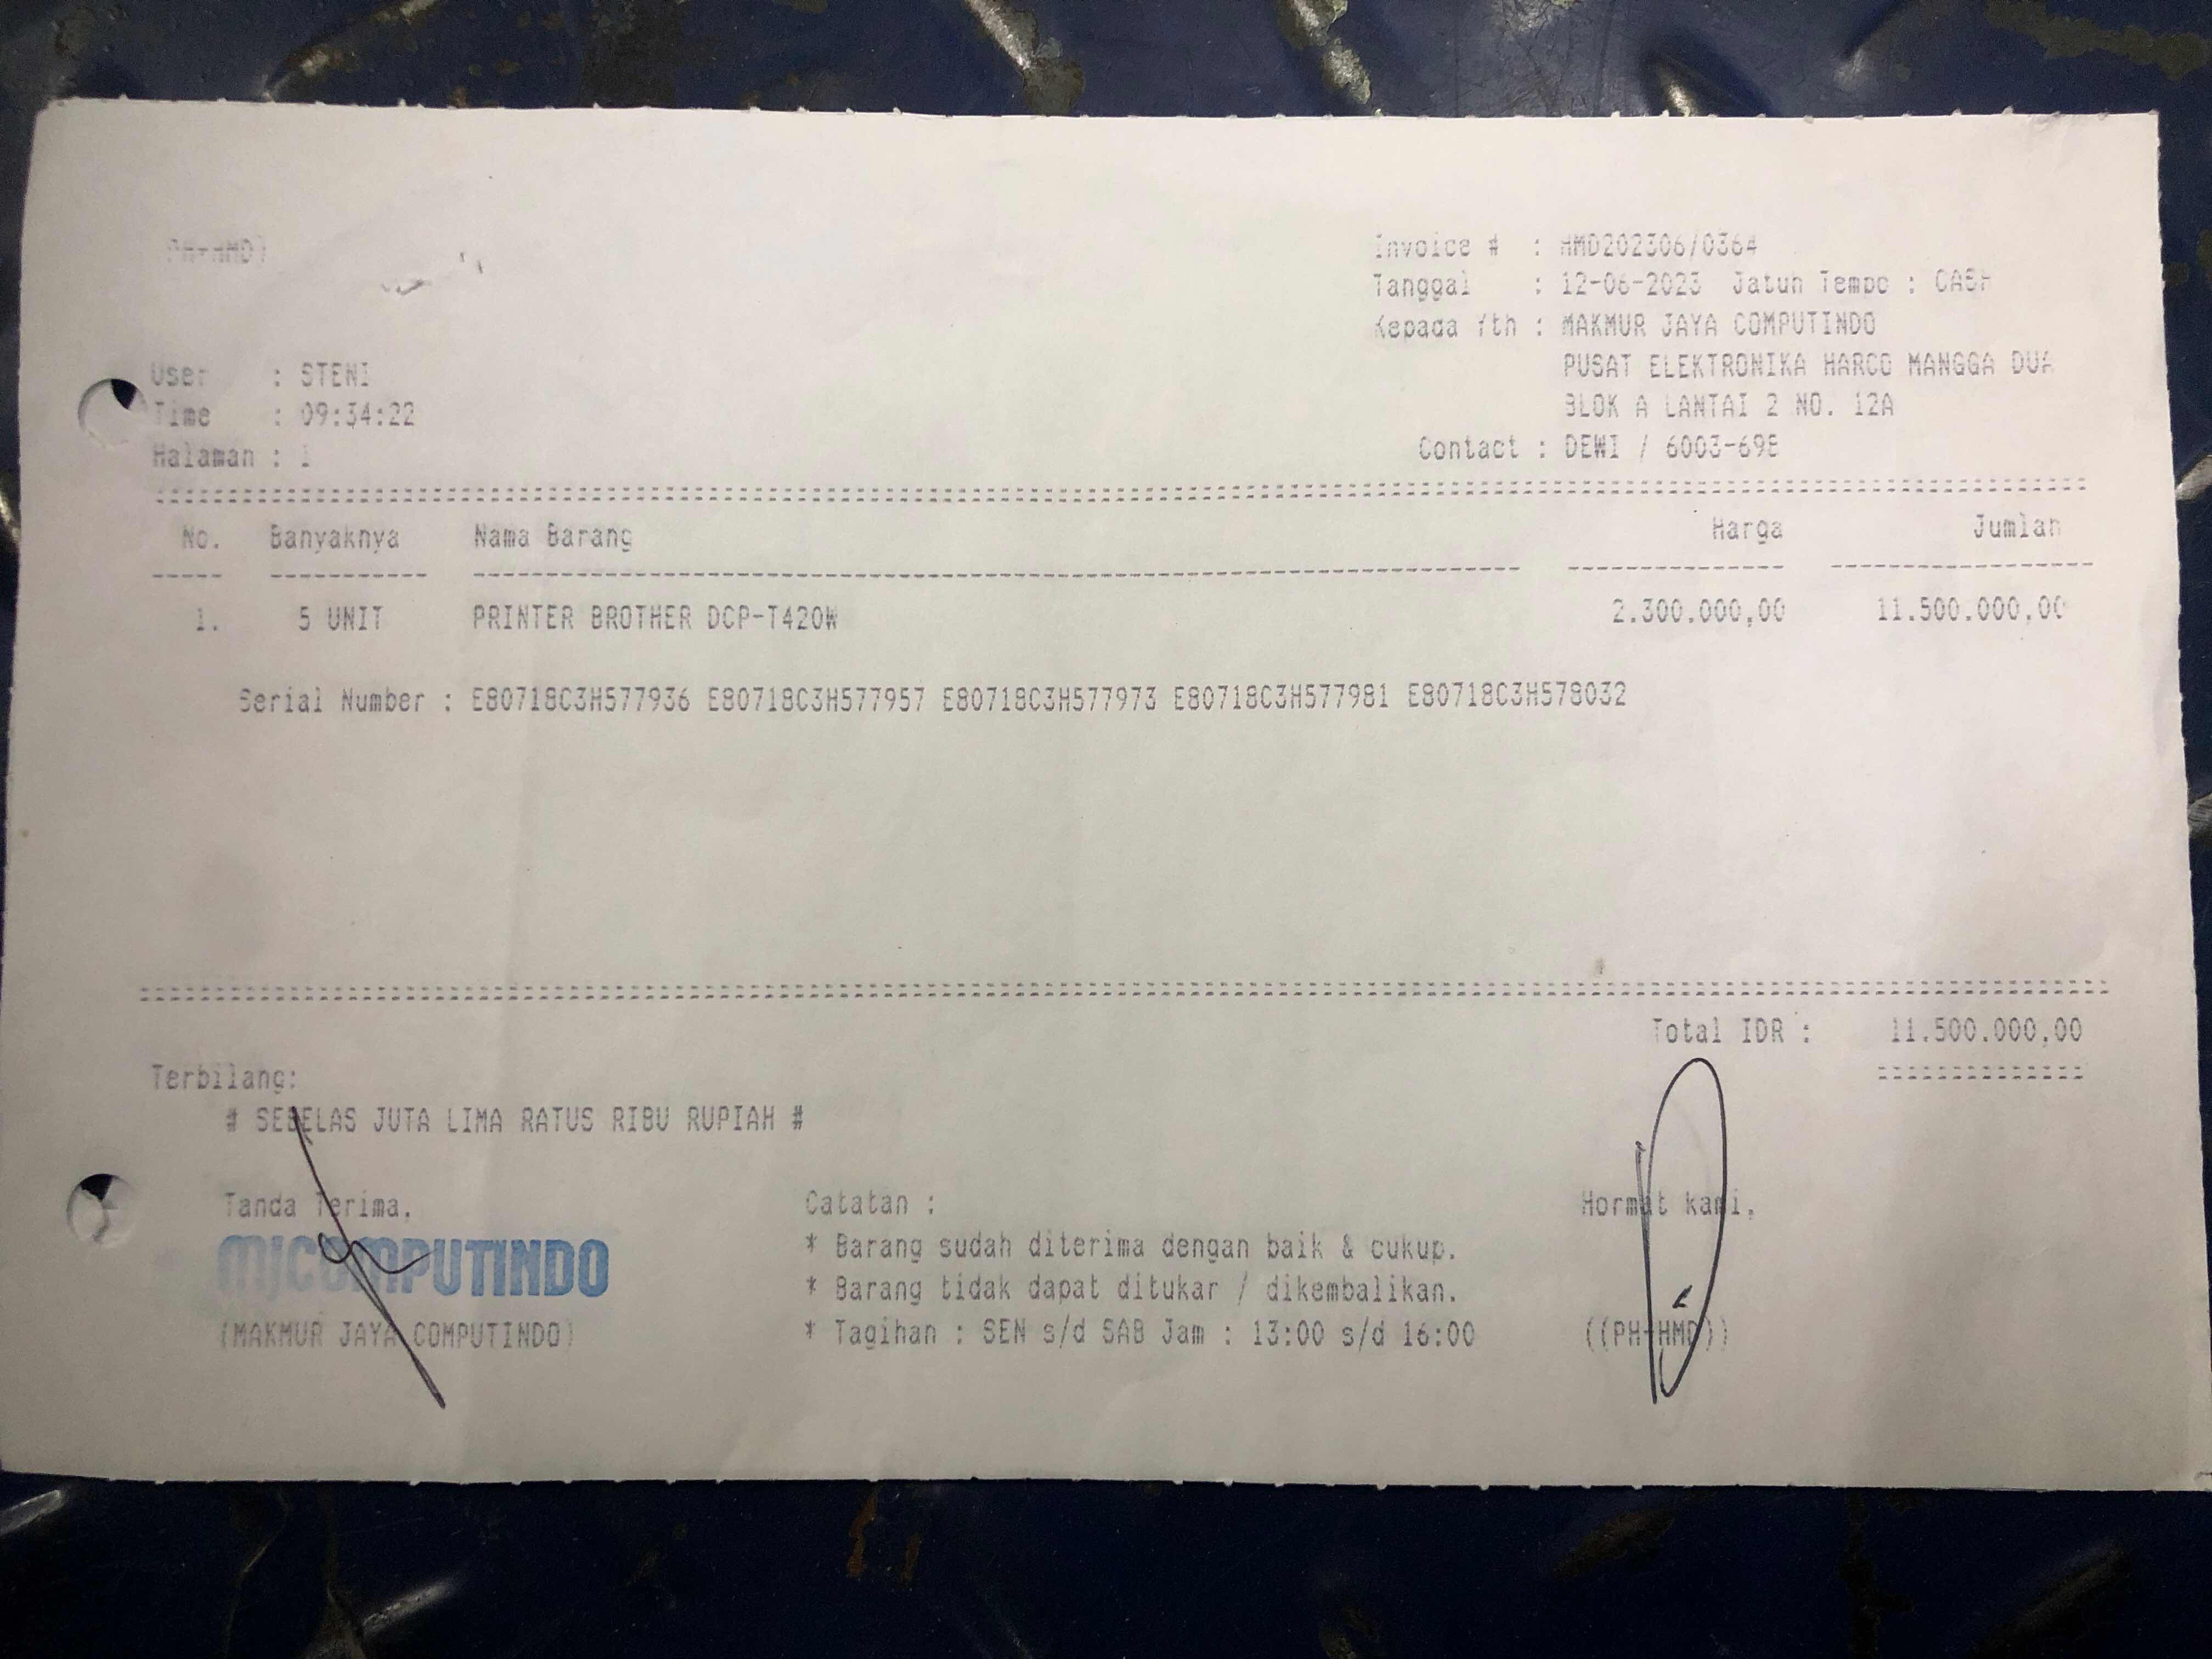 Invoice # : HMD202306/0364
Tanggal : 12-06-2023 Jatuh Tempo : CASH
Kepada Yth : MAKMUR JAYA COMPUTINDO
PUSAT ELEKTRONIKA HARCO MANGGA DUA
BLOK A LANTAI 2 NO. 12A
Contact : DEWI / 6003-698
User : STENI
Time : 09:34:22
Halaman : 1
No. Banyaknya Nama Barang Harga Jumlah
1. 5 UNIT PRINTER BROTHER DCP-T420W 2.300.000,00 11.500.000,00
Serial Number : E80718C3H577936 E80718C3H577957 E80718C3H577973 E80718C3H577981 E80718C3H578032
Total IDR : 11.500.000,00
Terbilang:
# SEBELAS JUTA LIMA RATUS RIBU RUPIAH #
Tanda Terima,
MJCOMPUTINDO
(MAKMUR JAYA COMPUTINDO)
Catatan :
* Barang sudah diterima dengan baik & cukup.
* Barang tidak dapat ditukar / dikembalikan.
* Tagihan : SEN s/d SAB Jam : 13:00 s/d 16:00
Hormat kami,
((PH-HMD))